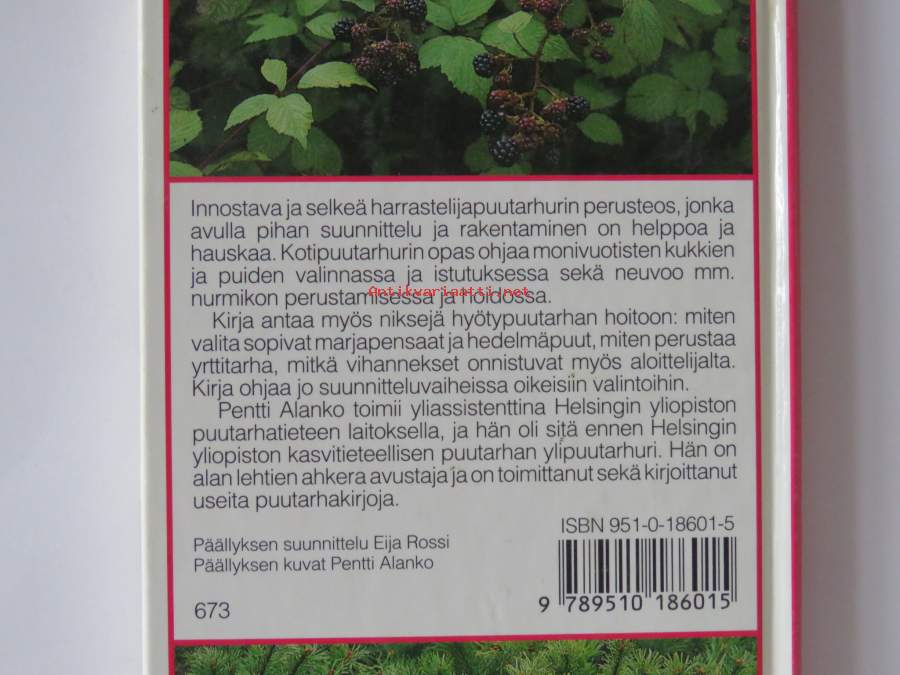 Innostava ja selkeä harrastelijapuutarhurin perusteos, jonka
avulla pihan suunnittelu ja rakentaminen on helppoa ja
hauskaa. Kotipuutarhurin opas ohjaa monivuotisten kukkien
ja puiden valinnassa ja istutuksessa sekä neuvoo mm.
Antikvariaatti.net
nurmikon perustamisessa ja hoidossa.
Kirja antaa myös niksejä hyötypuutarhan hoitoon: miten
valita sopivat marjapensaat ja hedelmäpuut, miten perustaa
yrttitarha, mitkä vihannekset onnistuvat myös aloittelijalta.
Kirja ohjaa jo suunnitteluvaiheissa oikeisiin valintoihin.
Pentti Alanko toimii yliassistenttina Helsingin yliopiston
puutarhatieteen laitoksella, ja hän oli sitä ennen Helsingin
yliopiston kasvitieteellisen puutarhan ylipuutarhuri. Hän on
alan lehtien ahkera avustaja ja on toimittanut sekä kirjoittanut
useita puutarhakirjoja.
ISBN 951-0-18601-5
Päällyksen suunnittelu Eija Rossi
Päällyksen kuvat Pentti Alanko
673
9 789510 186015